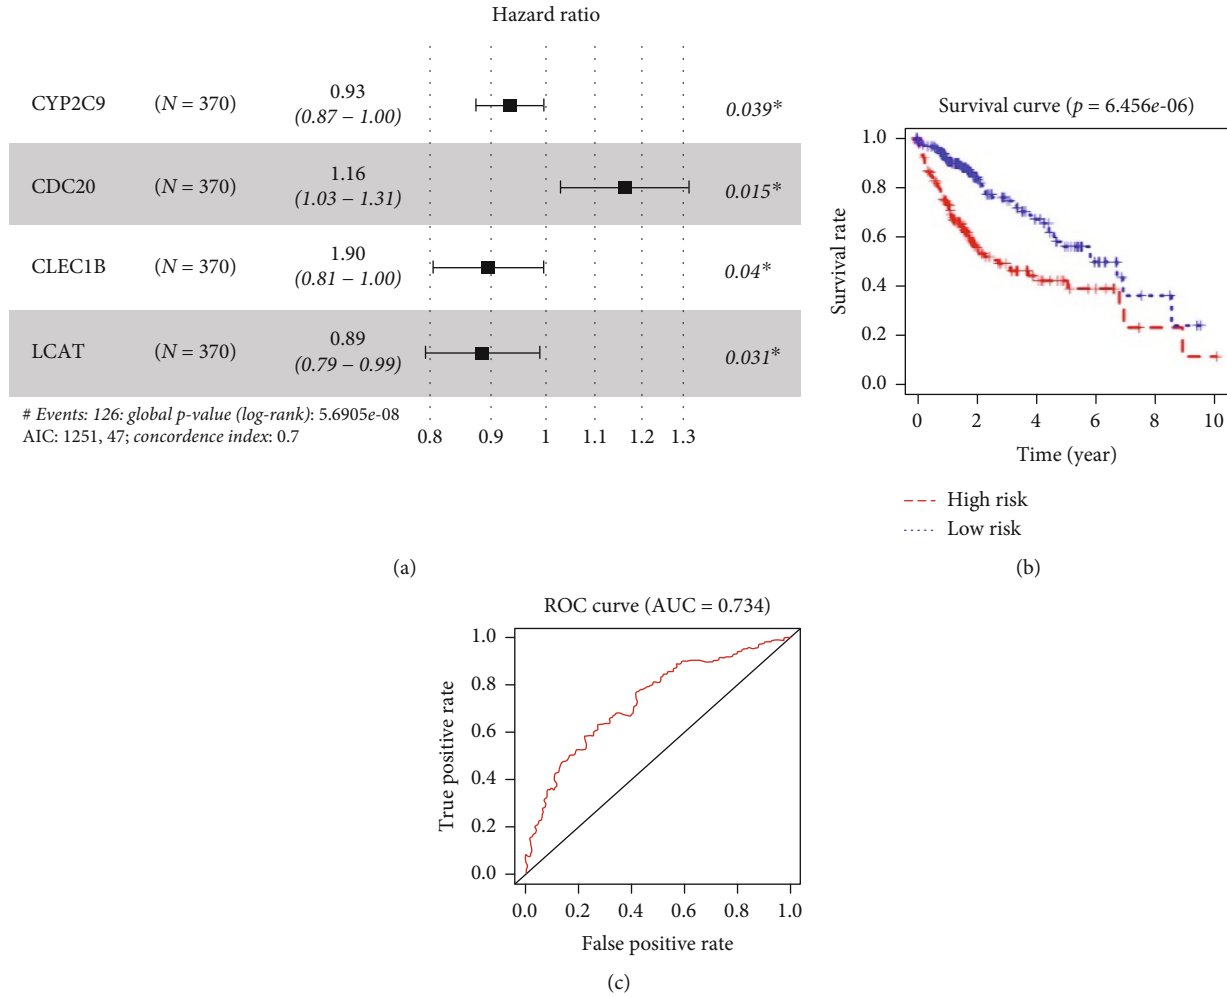 Hazard ratio
CYP2C9 (N = 370) 0.93 (0.87 – 1.00) 0.039*
CDC20 (N = 370) 1.16 (1.03 – 1.31) 0.015*
CLEC1B (N = 370) 1.90 (0.81 – 1.00) 0.04*
LCAT (N = 370) 0.89 (0.79 – 0.99) 0.031*
# Events: 126: global p-value (log-rank): 5.6905e-08
AIC: 1251, 47; concordence index: 0.7
0.8 0.9 1 1.1 1.2 1.3
(a)
Survival curve (p = 6.456e-06)
Survival rate
1.0
0.8
0.6
0.4
0.2
0.0
0 2 4 6 8 10
Time (year)
High risk
Low risk
(b)
ROC curve (AUC = 0.734)
True positive rate
1.0
0.8
0.6
0.4
0.2
0.0
0.0 0.2 0.4 0.6 0.8 1.0
False positive rate
(c)